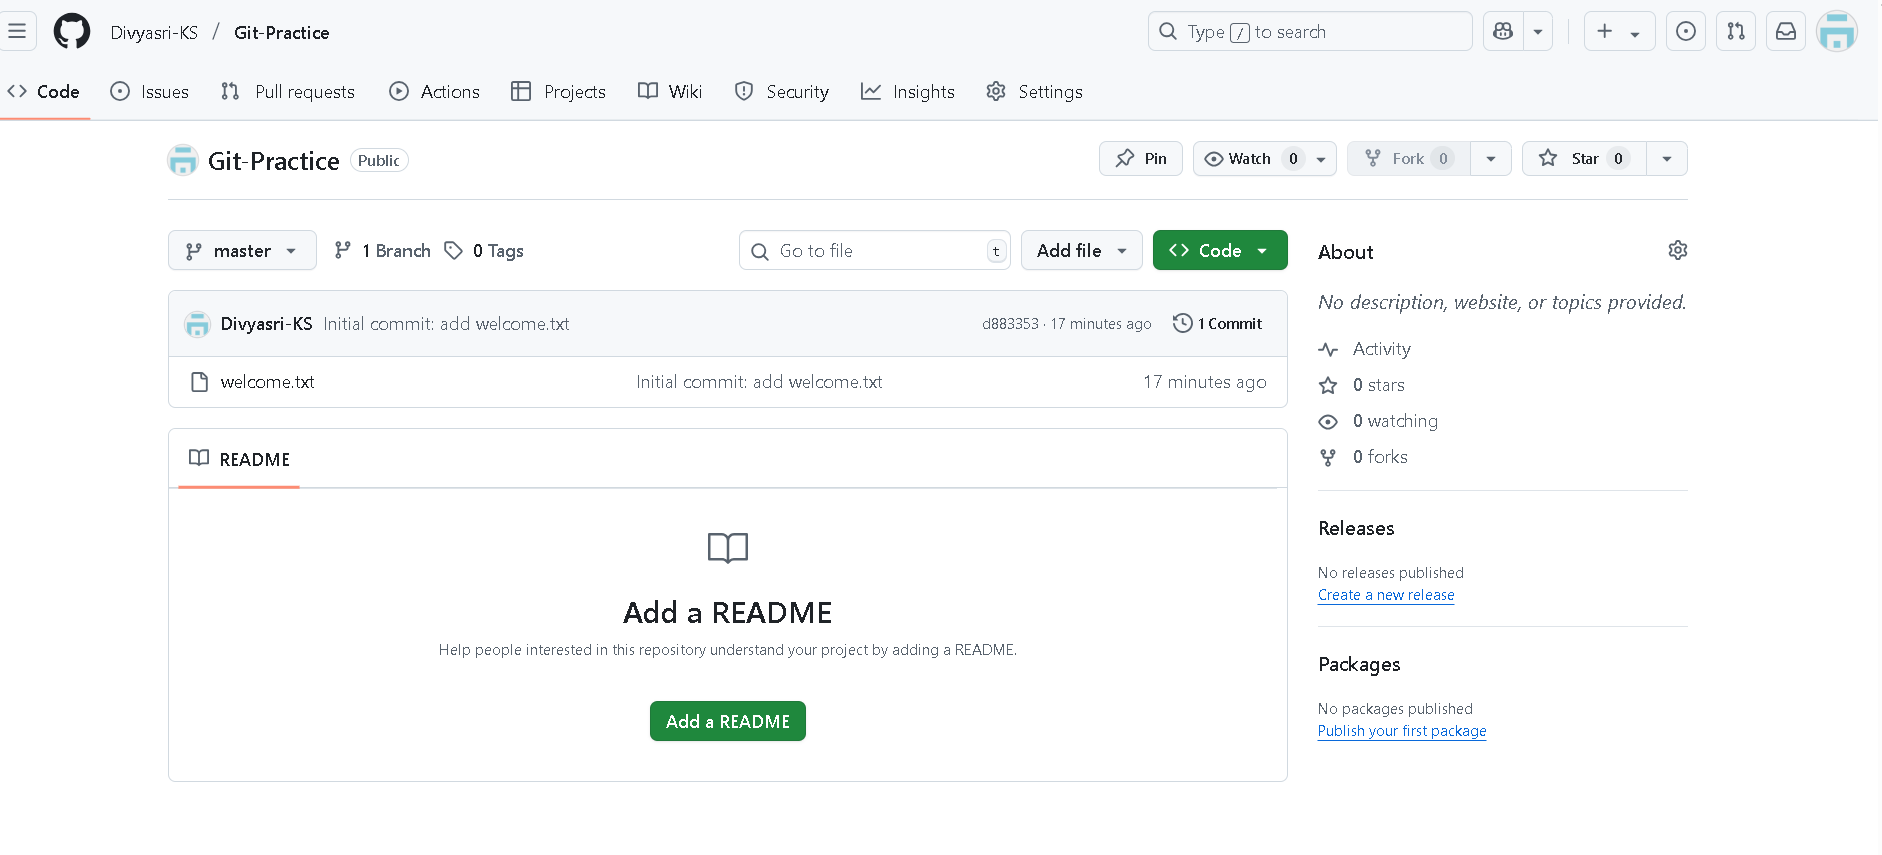 Divyasri-KS / Git-Practice
Type / to search
Code Issues Pull requests Actions Projects Wiki Security Insights Settings
Git-Practice Public
Pin Watch 0 Fork 0 Star 0
master 1 Branch 0 Tags Go to file t Add file Code
Divyasri-KS Initial commit: add welcome.txt d883353 · 17 minutes ago 1 Commit
welcome.txt Initial commit: add welcome.txt 17 minutes ago
README
Add a README
Help people interested in this repository understand your project by adding a README.
Add a README
About
No description, website, or topics provided.
Activity
0 stars
0 watching
0 forks
Releases
No releases published
Create a new release
Packages
No packages published
Publish your first package